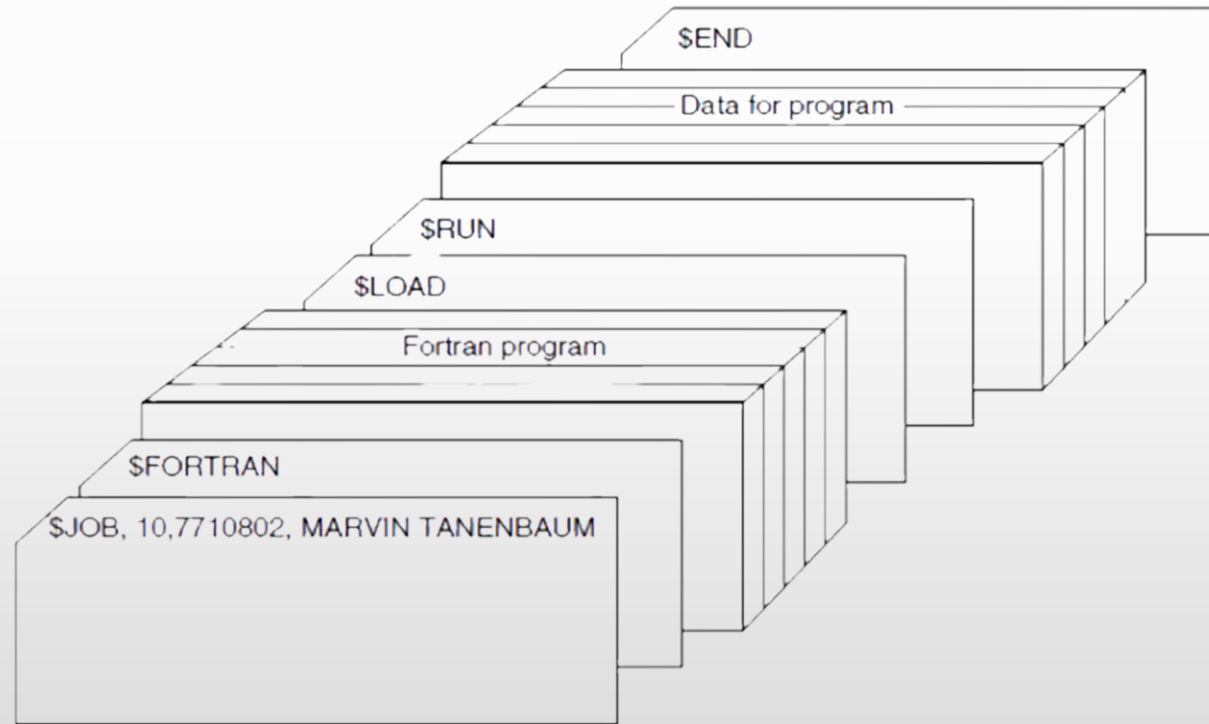 $END
Data for program
$RUN
$LOAD
Fortran program
$FORTRAN
$JOB, 10,7710802, MARVIN TANENBAUM